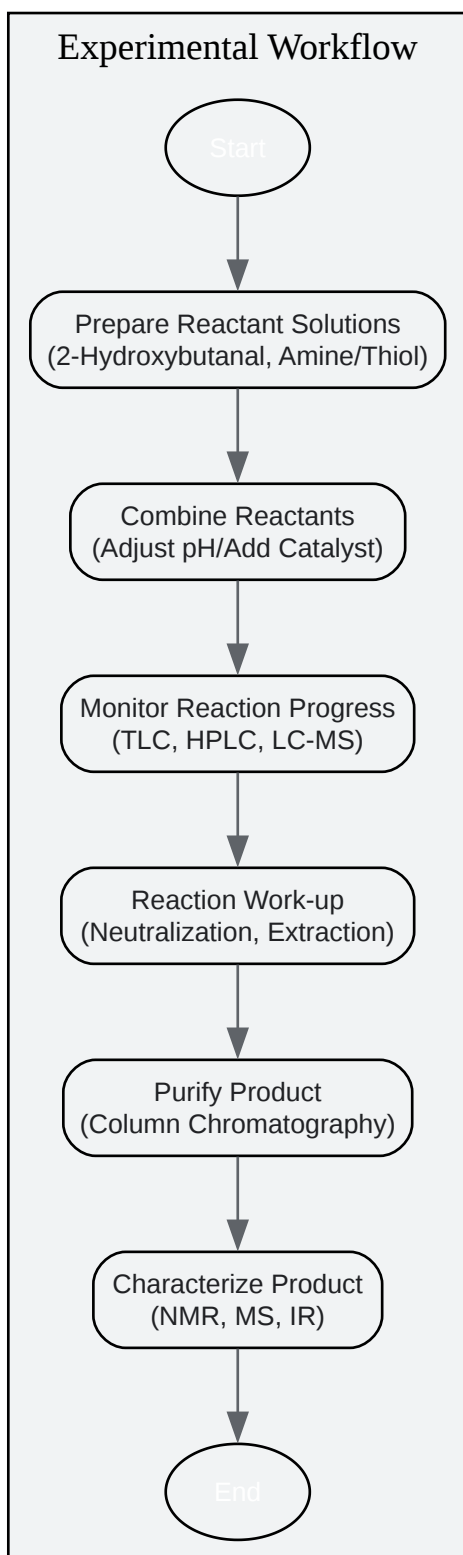 Experimental Workflow
Start
Prepare Reactant Solutions
(2-Hydroxybutanal, Amine/Thiol)
Combine Reactants
(Adjust pH/Add Catalyst)
Monitor Reaction Progress
(TLC, HPLC, LC-MS)
Reaction Work-up
(Neutralization, Extraction)
Purify Product
(Column Chromatography)
Characterize Product
(NMR, MS, IR)
End